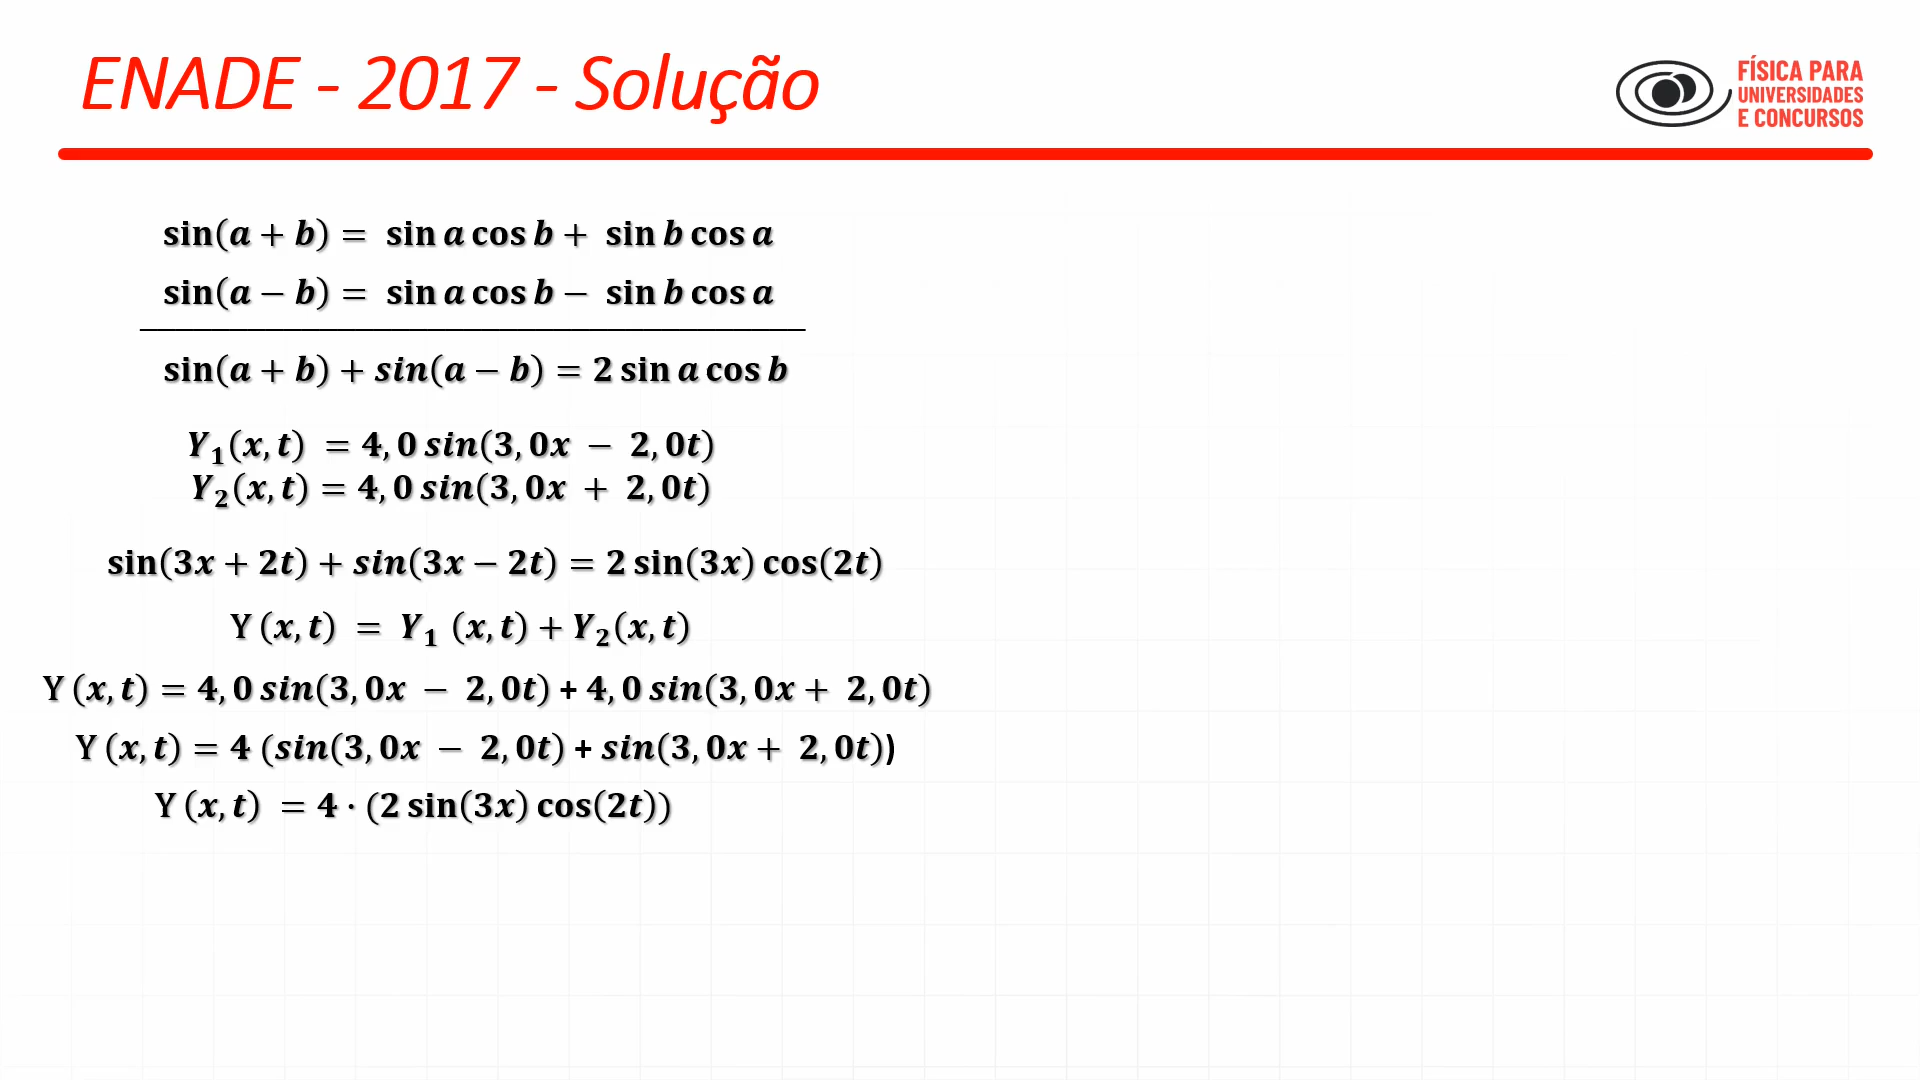 ENADE - 2017 - Solução
FÍSICA PARA
UNIVERSIDADES
E CONCURSOS
sin(a + b) = sin a cos b + sin b cos a
sin(a − b) = sin a cos b − sin b cos a
sin(a + b) + sin(a − b) = 2 sin a cos b
Y₁(x, t) = 4, 0 sin(3, 0x − 2, 0t)
Y₂(x, t) = 4, 0 sin(3, 0x + 2, 0t)
sin(3x + 2t) + sin(3x − 2t) = 2 sin(3x) cos(2t)
Y (x, t) = Y₁ (x, t) + Y₂(x, t)
Y (x, t) = 4, 0 sin(3, 0x − 2, 0t) + 4, 0 sin(3, 0x + 2, 0t)
Y (x, t) = 4 (sin(3, 0x − 2, 0t) + sin(3, 0x + 2, 0t))
Y (x, t) = 4 · (2 sin(3x) cos(2t))